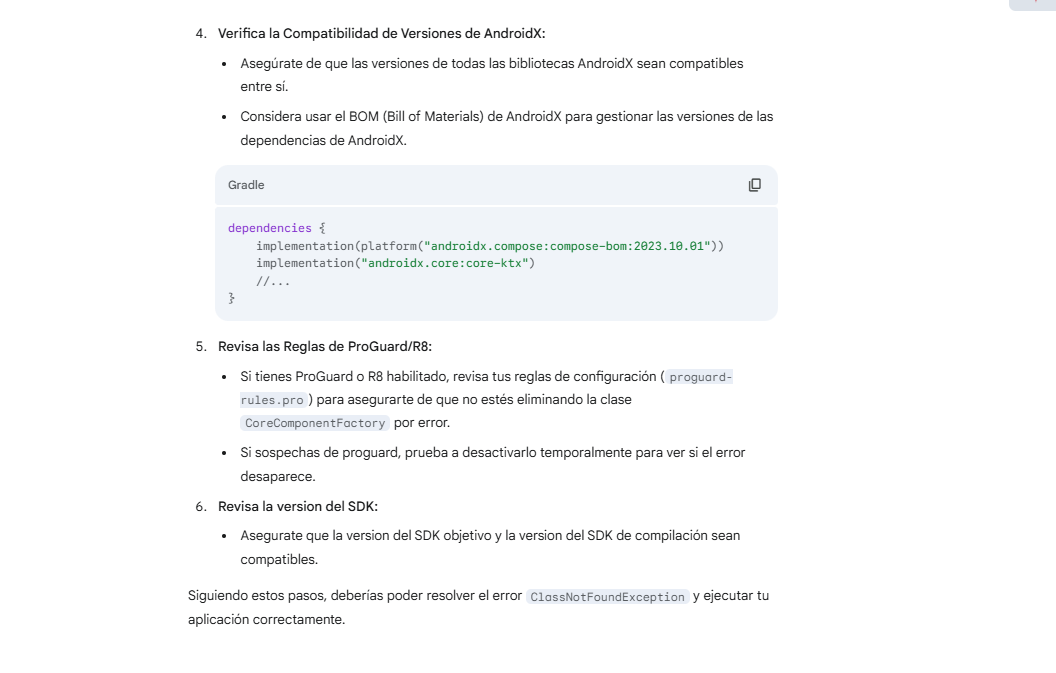 4. Verifica la Compatibilidad de Versiones de AndroidX:
• Asegúrate de que las versiones de todas las bibliotecas AndroidX sean compatibles
entre sí.
• Considera usar el BOM (Bill of Materials) de AndroidX para gestionar las versiones de las
dependencias de AndroidX.
Gradle
dependencies {
    implementation(platform("androidx.compose:compose-bom:2023.10.01"))
    implementation("androidx.core:core-ktx")
    //...
}
5. Revisa las Reglas de ProGuard/R8:
• Si tienes ProGuard o R8 habilitado, revisa tus reglas de configuración ( proguard-
rules.pro ) para asegurarte de que no estés eliminando la clase
CoreComponentFactory por error.
• Si sospechas de proguard, prueba a desactivarlo temporalmente para ver si el error
desaparece.
6. Revisa la version del SDK:
• Asegurate que la version del SDK objetivo y la version del SDK de compilación sean
compatibles.
Siguiendo estos pasos, deberías poder resolver el error ClassNotFoundException y ejecutar tu
aplicación correctamente.